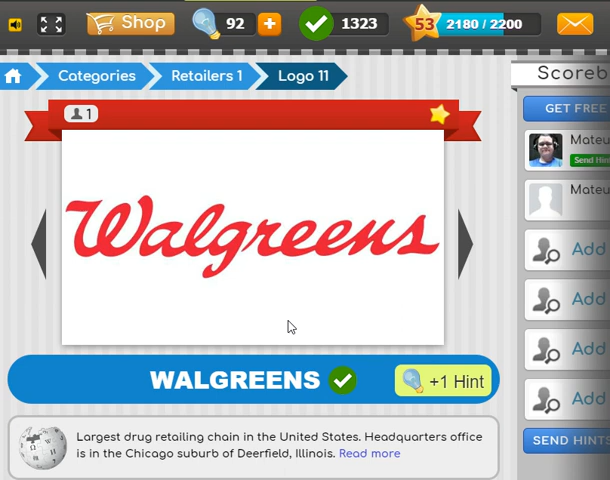 Shop
92
1323
53
2180 / 2200
Categories
Retailers 1
Logo 11
Scoreb
1
GET FREE
Mateu
Send Hin
Mateu
Walgreens
Add
Add
Add
Add
WALGREENS
+1 Hint
SEND HINTS
Largest drug retailing chain in the United States. Headquarters office
is in the Chicago suburb of Deerfield, Illinois. Read more